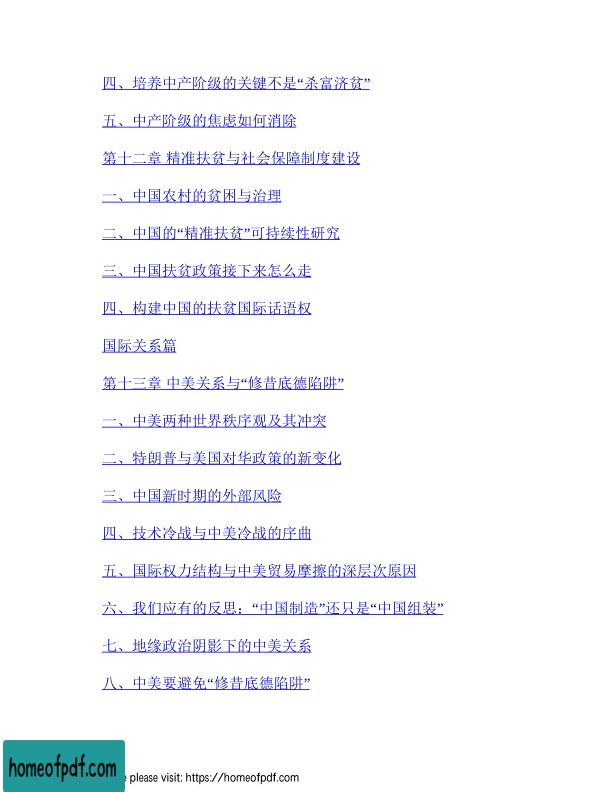 四、培养中产阶级的关键不是“杀富济贫”
五、中产阶级的焦虑如何消除
第十二章 精准扶贫与社会保障制度建设
一、中国农村的贫困与治理
二、中国的“精准扶贫”可持续性研究
三、中国扶贫政策接下来怎么走
四、构建中国的扶贫国际话语权
国际关系篇
第十三章 中美关系与“修昔底德陷阱”
一、中美两种世界秩序观及其冲突
二、特朗普与美国对华政策的新变化
三、中国新时期的外部风险
四、技术冷战与中美冷战的序曲
五、国际权力结构与中美贸易摩擦的深层次原因
六、我们应有的反思：“中国制造”还只是“中国组装”
七、地缘政治阴影下的中美关系
八、中美要避免“修昔底德陷阱”
homeofpdf.com
please visit: https://homeofpdf.com